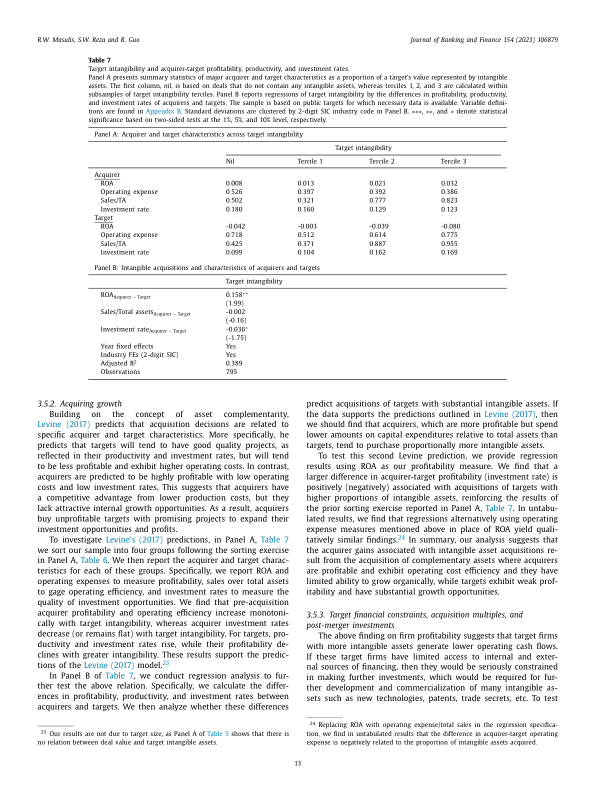 R.W. Masulis, S.W. Reza and R. Guo
Journal of Banking and Finance 154 (2023) 106879
Table 7
Target intangibility and acquirer-target profitability, productivity, and investment rates.
Panel A presents summary statistics of major acquirer and target characteristics as a proportion of a target's value represented by intangible
assets. The first column, nil, is based on deals that do not contain any intangible assets, whereas terciles 1, 2, and 3 are calculated within
subsamples of target intangibility terciles. Panel B reports regressions of target intangibility by the differences in profitability, productivity,
and investment rates of acquirers and targets. The sample is based on public targets for which necessary data is available. Variable defini-
tions are found in Appendix B. Standard deviations are clustered by 2-digit SIC industry code in Panel B. ∗∗∗, ∗∗, and ∗ denote statistical
significance based on two-sided tests at the 1%, 5%, and 10% level, respectively.
Panel A: Acquirer and target characteristics across target intangibility
Target intangibility
Nil Tercile 1 Tercile 2 Tercile 3
Acquirer
ROA 0.008 0.013 0.021 0.032
Operating expense 0.526 0.397 0.392 0.386
Sales/TA 0.502 0.321 0.777 0.823
Investment rate 0.180 0.160 0.129 0.123
Target
ROA -0.042 -0.003 -0.039 -0.080
Operating expense 0.718 0.512 0.614 0.775
Sales/TA 0.425 0.371 0.887 0.955
Investment rate 0.099 0.104 0.162 0.169
Panel B: Intangible acquisitions and characteristics of acquirers and targets
Target intangibility
ROA Acquirer − Target 0.158∗∗
(1.99)
Sales/Total assets Acquirer − Target -0.002
(-0.16)
Investment rate Acquirer − Target -0.036∗
(-1.75)
Year fixed effects Yes
Industry FEs (2-digit SIC) Yes
Adjusted R2 0.389
Observations 795
3.5.2. Acquiring growth
Building on the concept of asset complementarity,
Levine (2017) predicts that acquisition decisions are related to
specific acquirer and target characteristics. More specifically, he
predicts that targets will tend to have good quality projects, as
reflected in their productivity and investment rates, but will tend
to be less profitable and exhibit higher operating costs. In contrast,
acquirers are predicted to be highly profitable with low operating
costs and low investment rates. This suggests that acquirers have
a competitive advantage from lower production costs, but they
lack attractive internal growth opportunities. As a result, acquirers
buy unprofitable targets with promising projects to expand their
investment opportunities and profits.
To investigate Levine's (2017) predictions, in Panel A, Table 7
we sort our sample into four groups following the sorting exercise
in Panel A, Table 6. We then report the acquirer and target charac-
teristics for each of these groups. Specifically, we report ROA and
operating expenses to measure profitability, sales over total assets
to gage operating efficiency, and investment rates to measure the
quality of investment opportunities. We find that pre-acquisition
acquirer profitability and operating efficiency increase monotoni-
cally with target intangibility, whereas acquirer investment rates
decrease (or remains flat) with target intangibility. For targets, pro-
ductivity and investment rates rise, while their profitability de-
clines with greater intangibility. These results support the predic-
tions of the Levine (2017) model.23
In Panel B of Table 7, we conduct regression analysis to fur-
ther test the above relation. Specifically, we calculate the differ-
ences in profitability, productivity, and investment rates between
acquirers and targets. We then analyze whether these differences
23 Our results are not due to target size, as Panel A of Table 5 shows that there is
no relation between deal value and target intangible assets.
predict acquisitions of targets with substantial intangible assets. If
the data supports the predictions outlined in Levine (2017), then
we should find that acquirers, which are more profitable but spend
lower amounts on capital expenditures relative to total assets than
targets, tend to purchase proportionally more intangible assets.
To test this second Levine prediction, we provide regression
results using ROA as our profitability measure. We find that a
larger difference in acquirer-target profitability (investment rate) is
positively (negatively) associated with acquisitions of targets with
higher proportions of intangible assets, reinforcing the results of
the prior sorting exercise reported in Panel A, Table 7. In untabu-
lated results, we find that regressions alternatively using operating
expense measures mentioned above in place of ROA yield quali-
tatively similar findings.24 In summary, our analysis suggests that
the acquirer gains associated with intangible asset acquisitions re-
sult from the acquisition of complementary assets where acquirers
are profitable and exhibit operating cost efficiency and they have
limited ability to grow organically, while targets exhibit weak prof-
itability and have substantial growth opportunities.
3.5.3. Target financial constraints, acquisition multiples, and
post-merger investments
The above finding on firm profitability suggests that target firms
with more intangible assets generate lower operating cash flows.
If these target firms have limited access to internal and exter-
nal sources of financing, then they would be seriously constrained
in making further investments, which would be required for fur-
ther development and commercialization of many intangible as-
sets such as new technologies, patents, trade secrets, etc. To test
24 Replacing ROA with operating expense/total sales in the regression specifica-
tion, we find in untabulated results that the difference in acquirer-target operating
expense is negatively related to the proportion of intangible assets acquired.
13